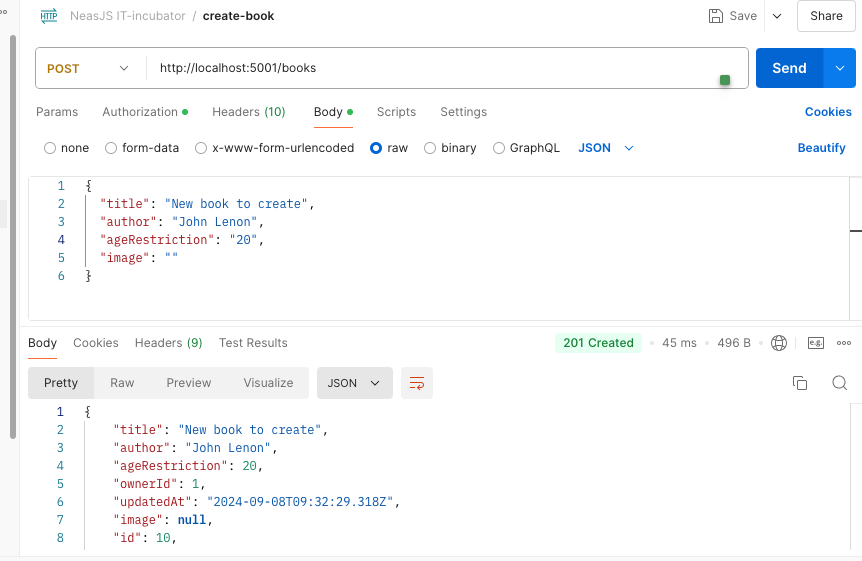 HTTP NeasJS IT-incubator / create-book Save Share
POST http://localhost:5001/books Send
Params Authorization Headers (10) Body Scripts Settings Cookies
none form-data x-www-form-urlencoded raw binary GraphQL JSON Beautify
1 {
2 "title": "New book to create",
3 "author": "John Lenon",
4 "ageRestriction": "20",
5 "image": ""
6 }
Body Cookies Headers (9) Test Results 201 Created 45 ms 496 B e.g.
Pretty Raw Preview Visualize JSON
1 {
2 "title": "New book to create",
3 "author": "John Lenon",
4 "ageRestriction": 20,
5 "ownerId": 1,
6 "updatedAt": "2024-09-08T09:32:29.318Z",
7 "image": null,
8 "id": 10,